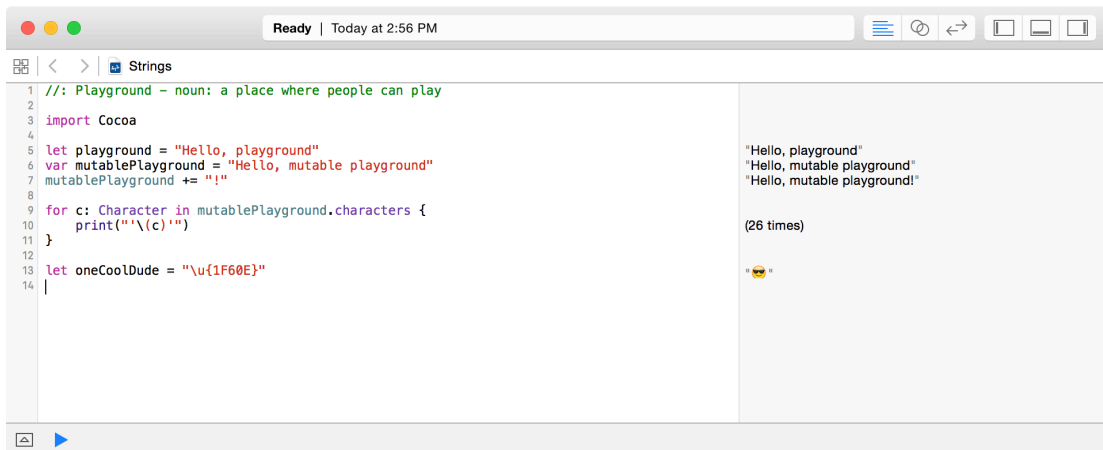 Ready | Today at 2:56 PM
Strings
1 //: Playground – noun: a place where people can play
2
3 import Cocoa
4
5 let playground = "Hello, playground" "Hello, playground"
6 var mutablePlayground = "Hello, mutable playground" "Hello, mutable playground"
7 mutablePlayground += "!" "Hello, mutable playground!"
8
9 for c: Character in mutablePlayground.characters {
10 print("'\(c)'") (26 times)
11 }
12
13 let oneCoolDude = "\u{1F60E}" "😎"
14